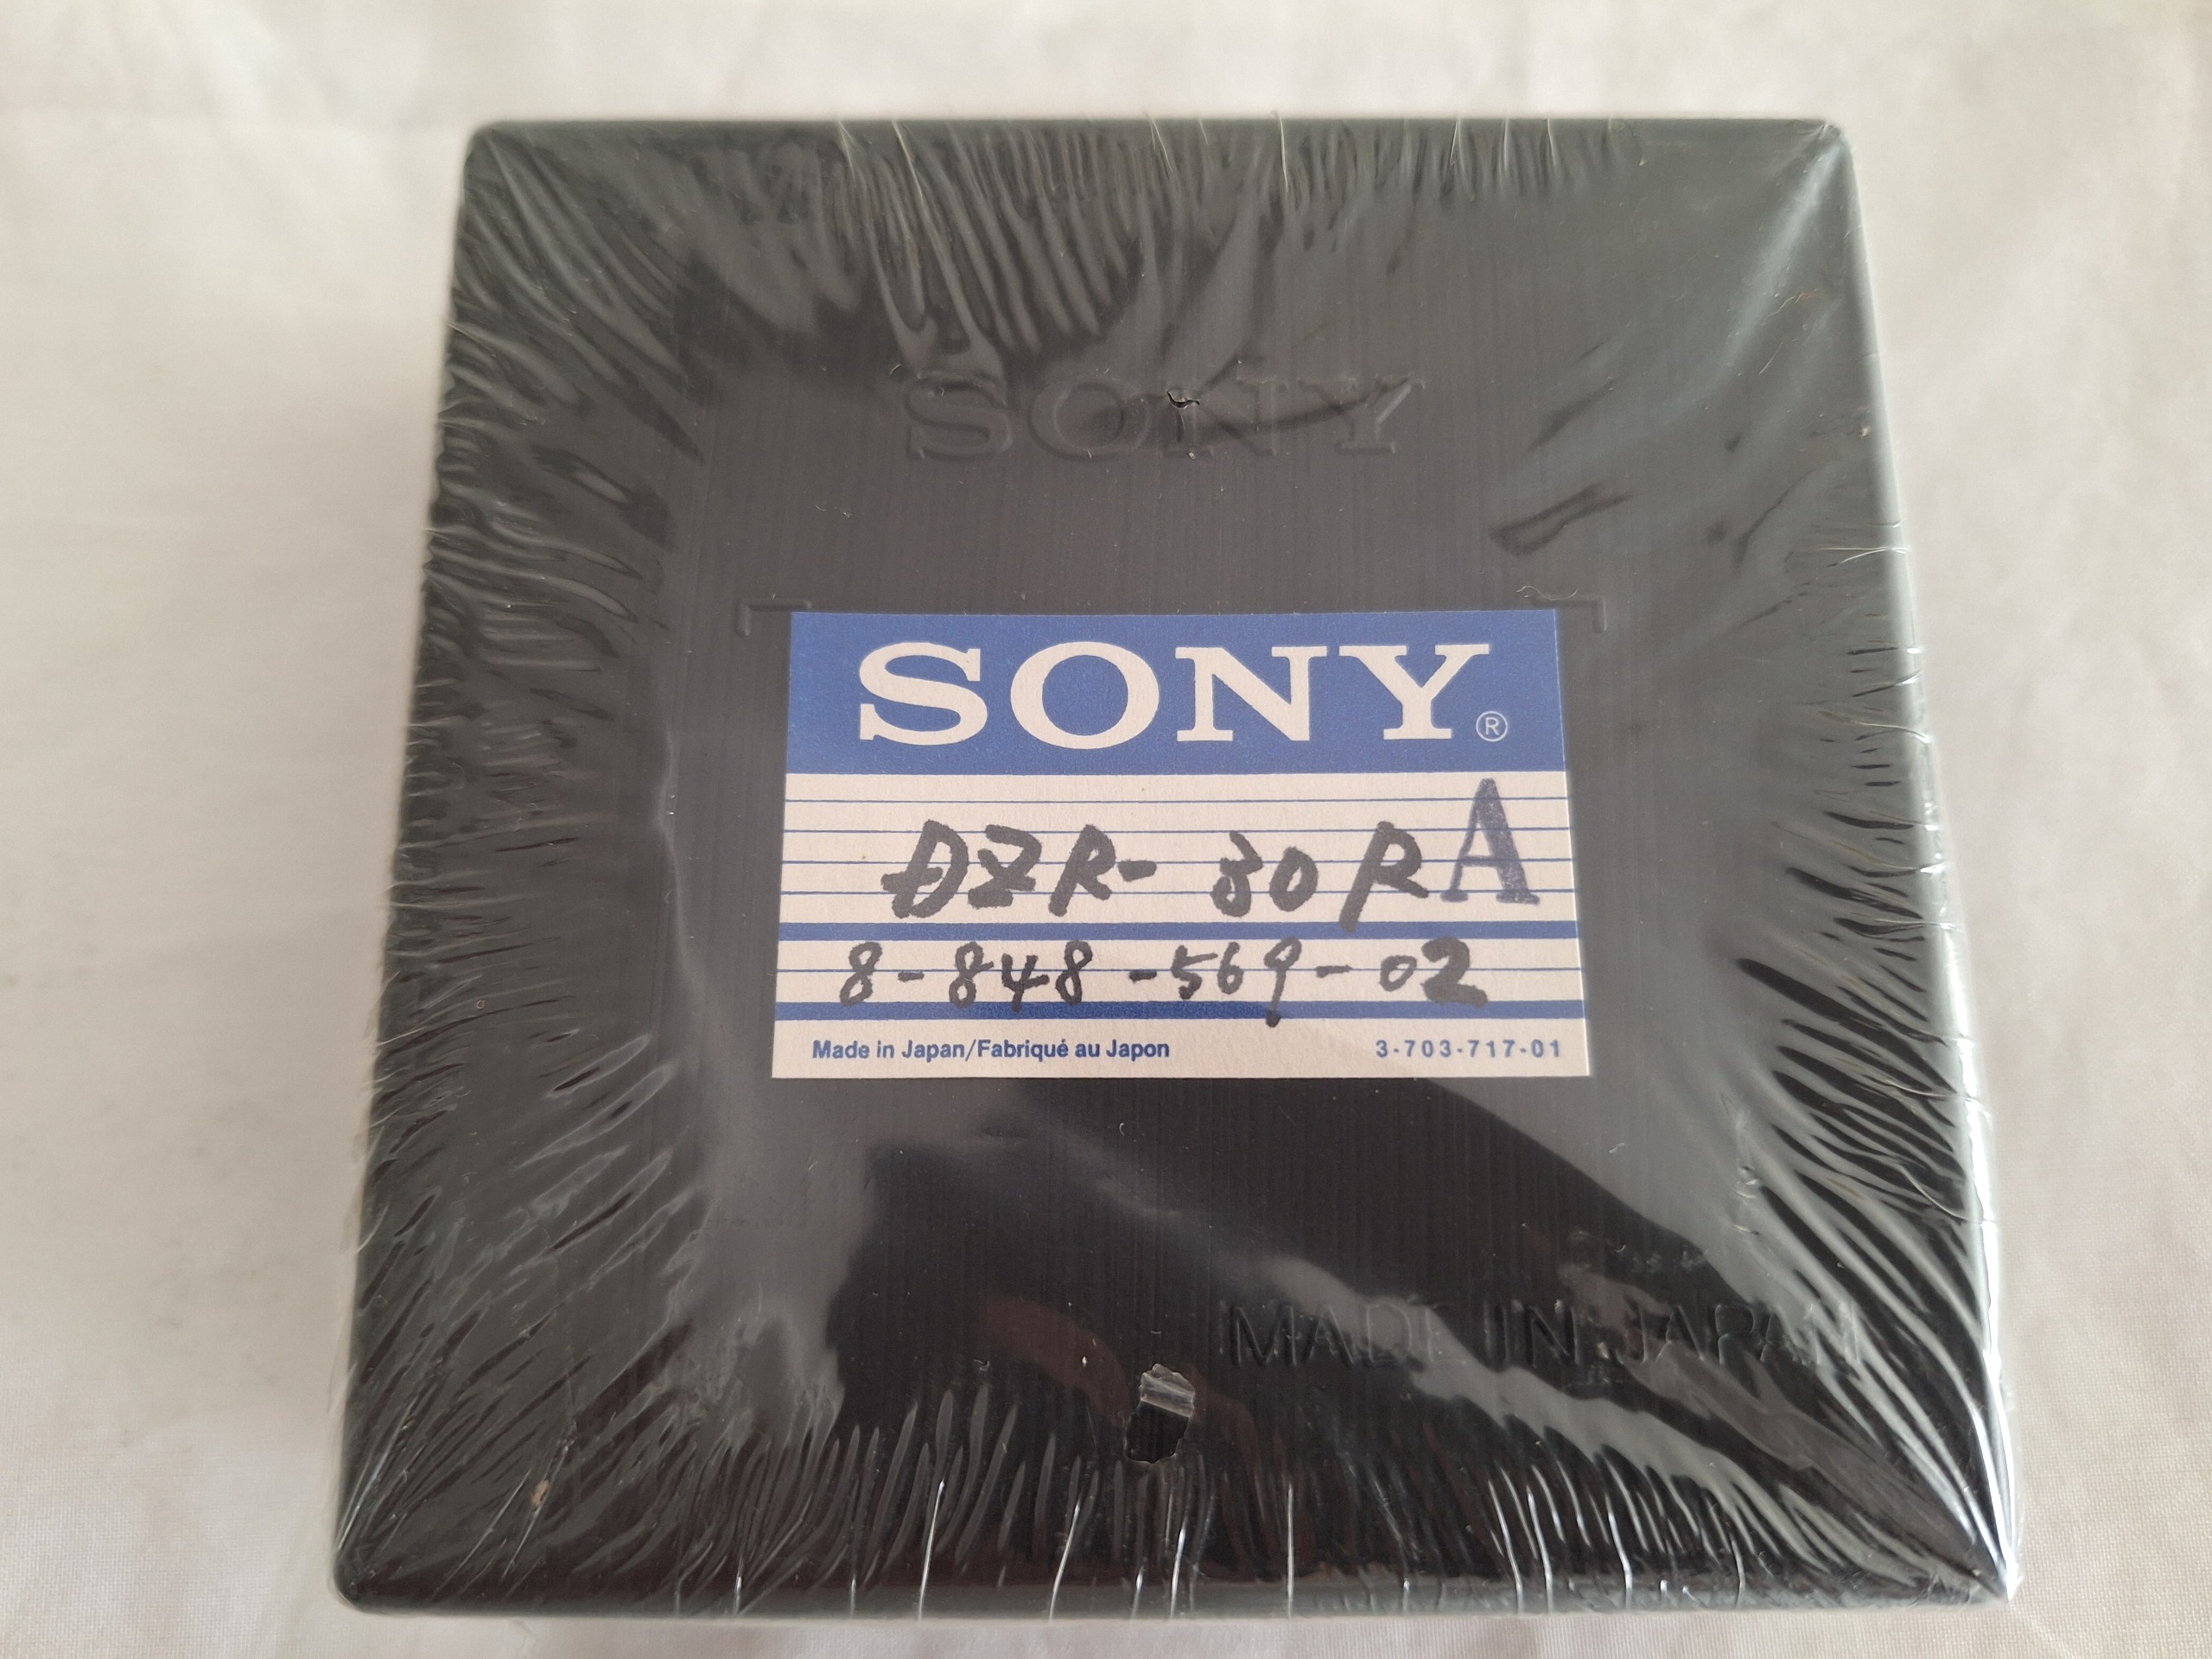 SONY
SONY®
DZR-30R A
8-848-569-02
Made in Japan/Fabriqué au Japon 3-703-717-01
MADE IN JAPAN